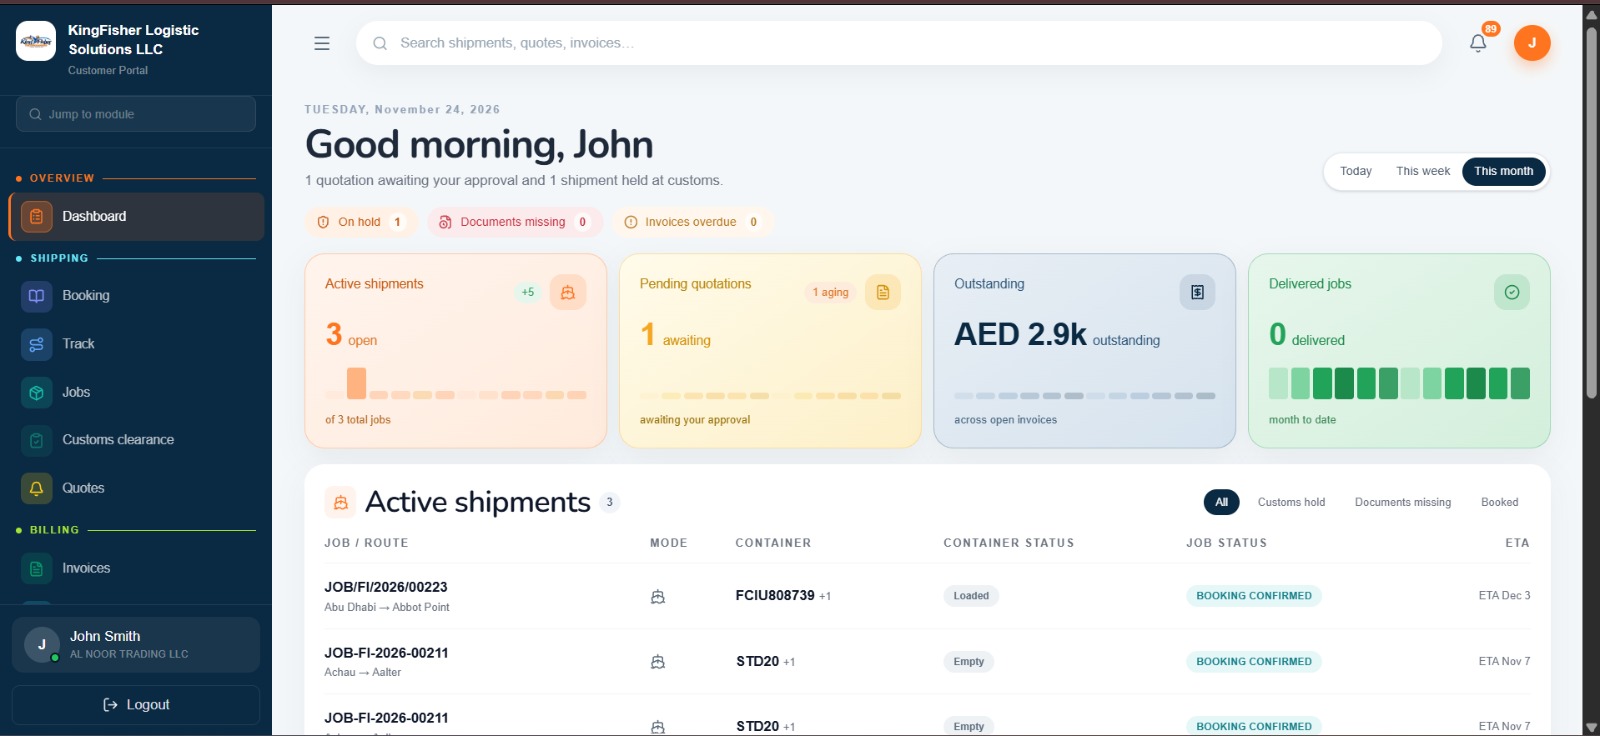 KingFisher Logistic
Solutions LLC
Customer Portal
Jump to module
OVERVIEW
Dashboard
SHIPPING
Booking
Track
Jobs
Customs clearance
Quotes
BILLING
Invoices
J
John Smith
AL NOOR TRADING LLC
Logout
Search shipments, quotes, invoices...
89
J
TUESDAY, November 24, 2026
Good morning, John
1 quotation awaiting your approval and 1 shipment held at customs.
Today This week This month
On hold 1 Documents missing 0 Invoices overdue 0
Active shipments
+5
3 open
of 3 total jobs
Pending quotations
1 aging
1 awaiting
awaiting your approval
Outstanding
AED 2.9k outstanding
across open invoices
Delivered jobs
0 delivered
month to date
Active shipments 3
All Customs hold Documents missing Booked
JOB / ROUTE MODE CONTAINER CONTAINER STATUS JOB STATUS ETA
JOB/FI/2026/00223
Abu Dhabi → Abbot Point
FCIU808739 +1 Loaded BOOKING CONFIRMED ETA Dec 3
JOB-FI-2026-00211
Achau → Aalter
STD20 +1 Empty BOOKING CONFIRMED ETA Nov 7
JOB-FI-2026-00211
STD20 +1 Empty BOOKING CONFIRMED ETA Nov 7